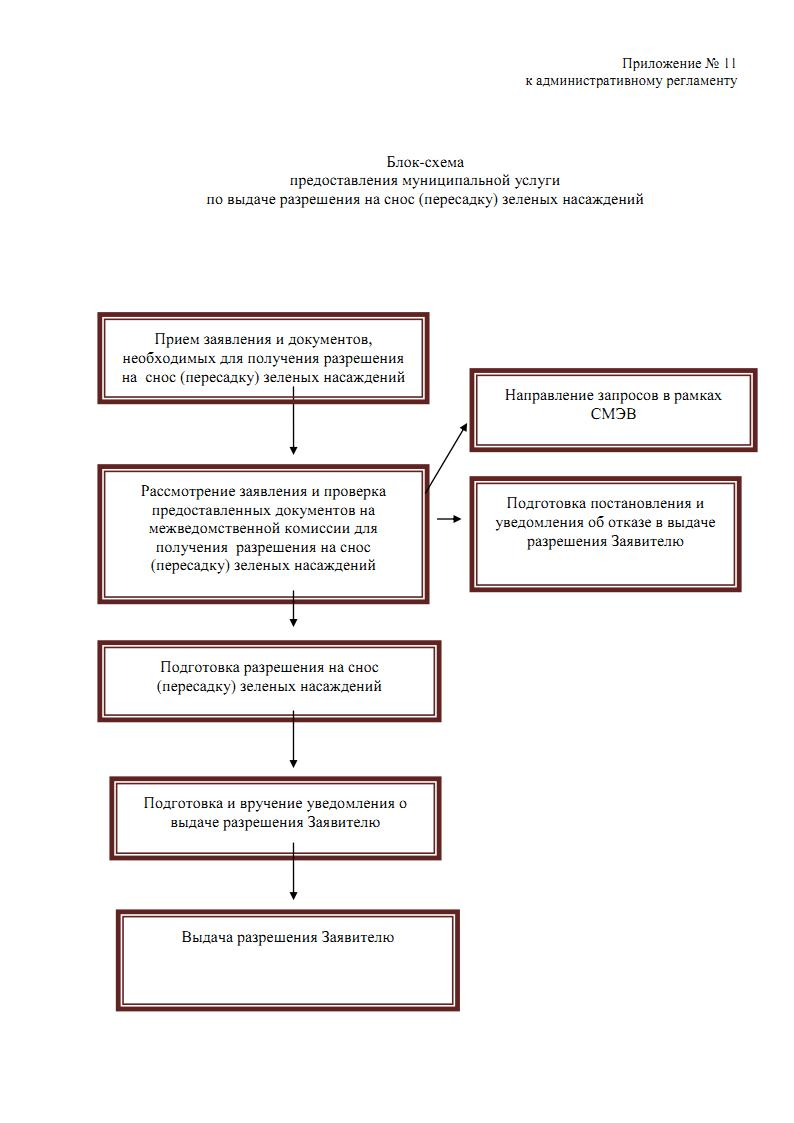 Приложение № 11
к административному регламенту
Блок-схема
предоставления муниципальной услуги
по выдаче разрешения на снос (пересадку) зеленых насаждений
Прием заявления и документов,
необходимых для получения разрешения
на снос (пересадку) зеленых насаждений
Направление запросов в рамках
СМЭВ
Рассмотрение заявления и проверка
предоставленных документов на
межведомственной комиссии для
получения разрешения на снос
(пересадку) зеленых насаждений
Подготовка постановления и
уведомления об отказе в выдаче
разрешения Заявителю
Подготовка разрешения на снос
(пересадку) зеленых насаждений
Подготовка и вручение уведомления о
выдаче разрешения Заявителю
Выдача разрешения Заявителю